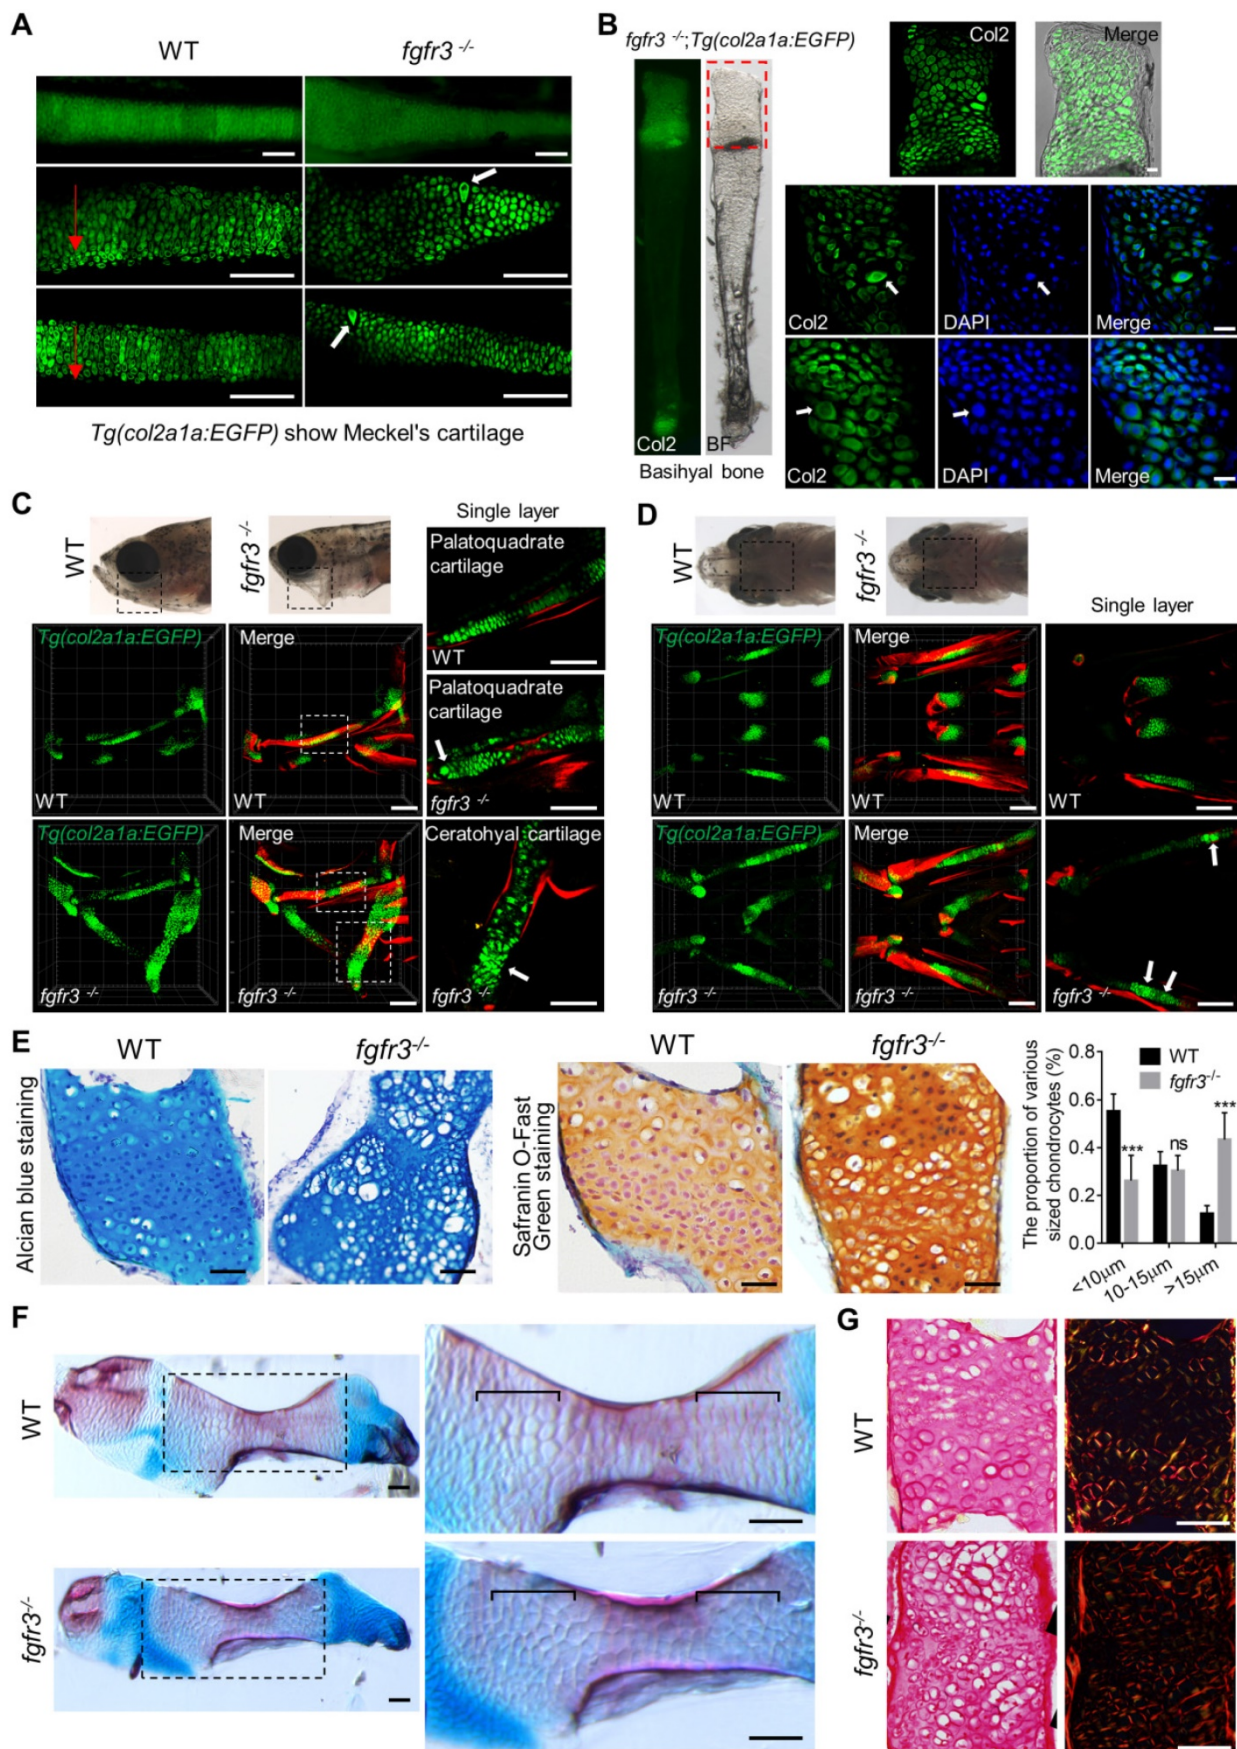 A
WT
fgfr3 -/-
Tg(col2a1a:EGFP) show Meckel's cartilage
B
fgfr3 -/-;Tg(col2a1a:EGFP)
Col2
Merge
Col2
BF
Basihyal bone
Col2
DAPI
Merge
Col2
DAPI
Merge
C
WT
fgfr3 -/-
Single layer
Palatoquadrate
cartilage
WT
Tg(col2a1a:EGFP)
WT
Merge
WT
Palatoquadrate
cartilage
fgfr3 -/-
Tg(col2a1a:EGFP)
fgfr3 -/-
Merge
fgfr3 -/-
Ceratohyal cartilage
D
WT
fgfr3 -/-
Single layer
Tg(col2a1a:EGFP)
WT
Merge
WT
Tg(col2a1a:EGFP)
fgfr3 -/-
Merge
fgfr3 -/-
E
WT
fgfr3-/-
Alcian blue staining
WT
fgfr3-/-
Safranin O-Fast
Green staining
The proportion of various
sized chondrocytes (%)
0.8
0.6
0.4
0.2
0.0
WT
fgfr3-/-
***
ns
***
<10μm
10-15μm
>15μm
F
WT
fgfr3-/-
G
WT
fgfr3-/-